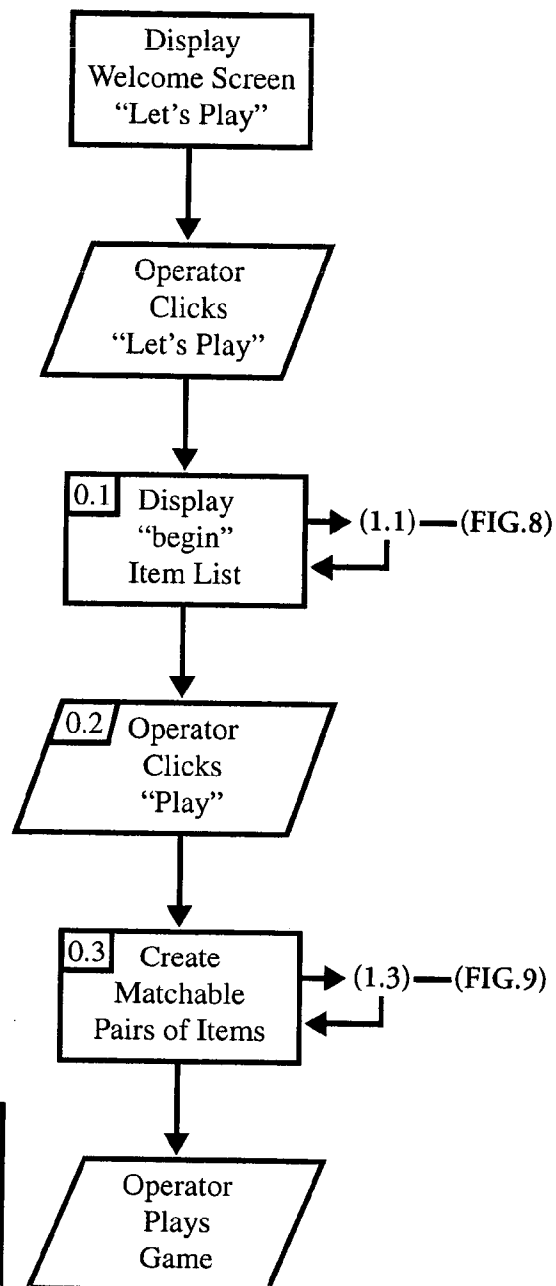 Display
Welcome Screen
“Let's Play”
Operator
Clicks
“Let's Play”
0.1 Display
“begin”
Item List
(1.1)—(FIG.8)
0.2 Operator
Clicks
“Play”
0.3 Create
Matchable
Pairs of Items
(1.3)—(FIG.9)
Operator
Plays
Game